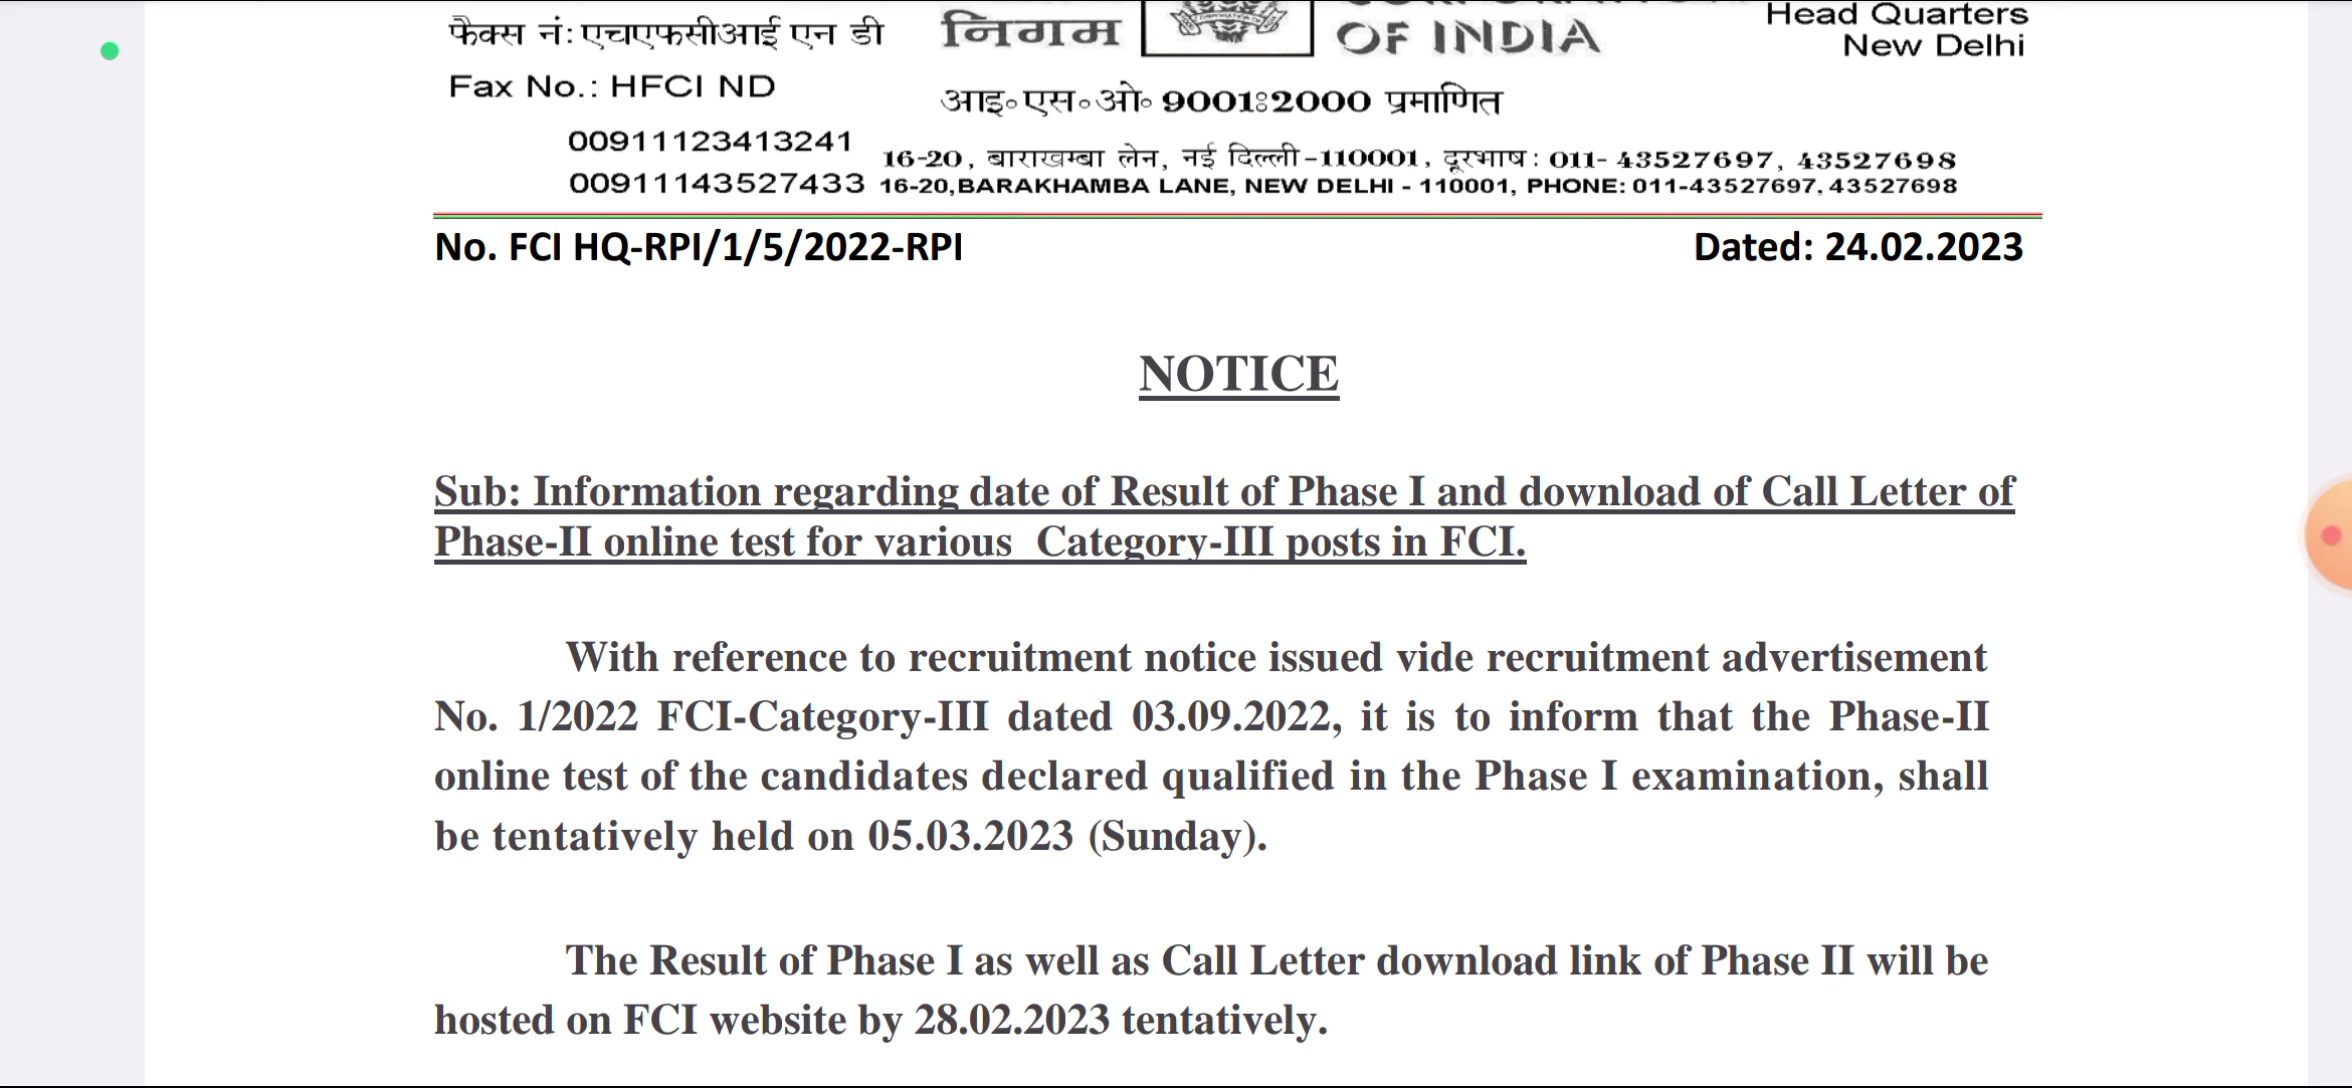 फैक्स नं: एचएफसीआई एन डी
निगम
OF INDIA
Head Quarters
New Delhi
Fax No.: HFCI ND
आइ॰एस॰ओ॰ 9001:2000 प्रमाणित
00911123413241
16-20, बाराखम्बा लेन, नई दिल्ली-110001, दूरभाष : 011- 43527697, 43527698
00911143527433
16-20,BARAKHAMBA LANE, NEW DELHI - 110001, PHONE: 011-43527697, 43527698
No. FCI HQ-RPI/1/5/2022-RPI
Dated: 24.02.2023
NOTICE
Sub: Information regarding date of Result of Phase I and download of Call Letter of
Phase-II online test for various Category-III posts in FCI.
With reference to recruitment notice issued vide recruitment advertisement
No. 1/2022 FCI-Category-III dated 03.09.2022, it is to inform that the Phase-II
online test of the candidates declared qualified in the Phase I examination, shall
be tentatively held on 05.03.2023 (Sunday).
The Result of Phase I as well as Call Letter download link of Phase II will be
hosted on FCI website by 28.02.2023 tentatively.